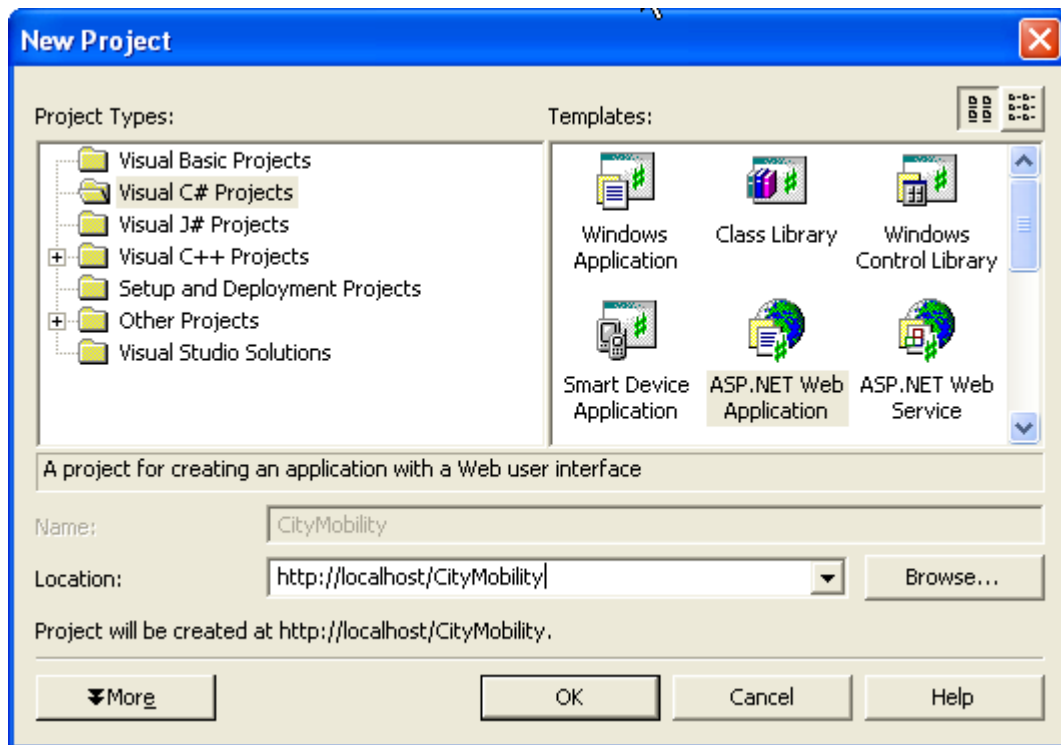 New Project
Project Types:
Templates:
Visual Basic Projects
Visual C# Projects
Visual J# Projects
Visual C++ Projects
Setup and Deployment Projects
Other Projects
Visual Studio Solutions
Windows Application
Class Library
Windows Control Library
Smart Device Application
ASP.NET Web Application
ASP.NET Web Service
A project for creating an application with a Web user interface
Name:
CityMobility
Location:
http://localhost/CityMobility
Browse...
Project will be created at http://localhost/CityMobility.
More
OK
Cancel
Help